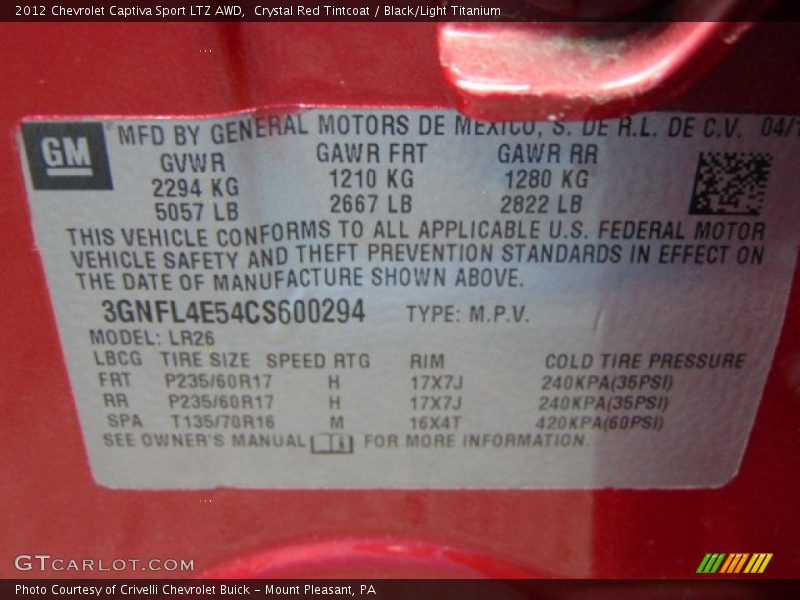 2012 Chevrolet Captiva Sport LTZ AWD,  Crystal Red Tintcoat / Black/Light Titanium
GM
MFD BY GENERAL MOTORS DE MEXICO, S. DE R.L. DE C.V. 04/
GVWR GAWR FRT GAWR RR
2294 KG 1210 KG 1280 KG
5057 LB 2667 LB 2822 LB
THIS VEHICLE CONFORMS TO ALL APPLICABLE U.S. FEDERAL MOTOR
VEHICLE SAFETY AND THEFT PREVENTION STANDARDS IN EFFECT ON
THE DATE OF MANUFACTURE SHOWN ABOVE.
3GNFL4E54CS600294 TYPE: M.P.V.
MODEL: LR26
LBCG TIRE SIZE SPEED RTG RIM COLD TIRE PRESSURE
FRT P235/60R17 H 17X7J 240KPA(35PSI)
RR P235/60R17 H 17X7J 240KPA(35PSI)
SPA T135/70R16 M 16X4T 420KPA(60PSI)
SEE OWNER'S MANUAL FOR MORE INFORMATION.
GTCARLOT.COM
Photo Courtesy of Crivelli Chevrolet Buick - Mount Pleasant, PA